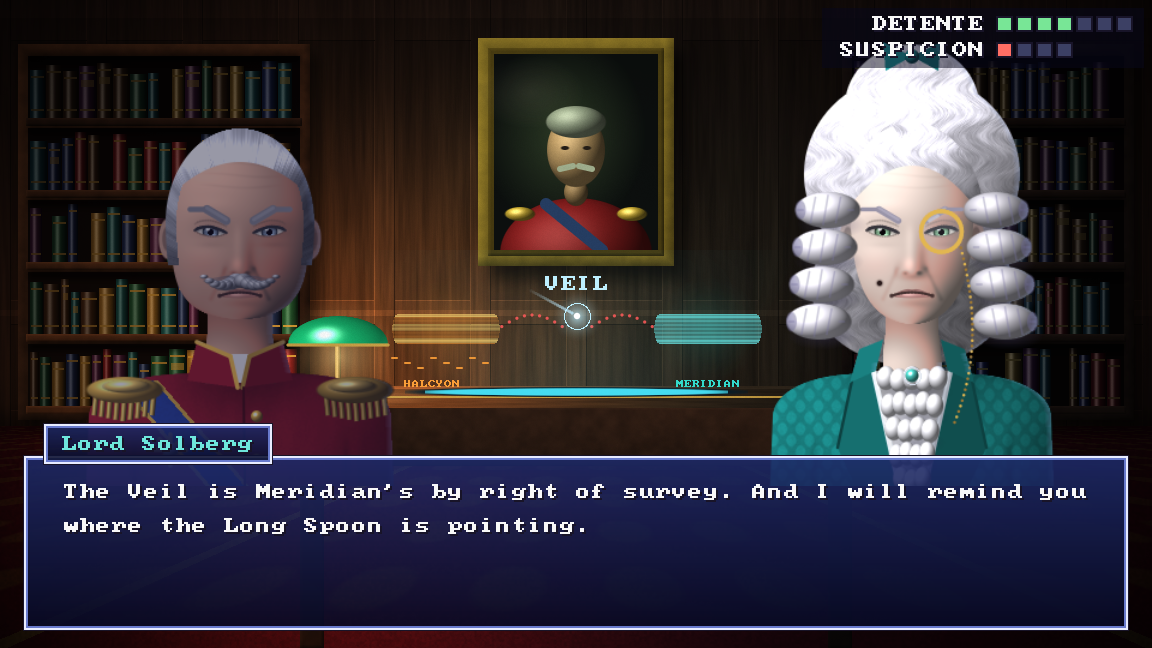 DETENTE
SUSPICION
VEIL
HALCYON
MERIDIAN
Lord Solberg
The Veil is Meridian's by right of survey. And I will remind you
where the Long Spoon is pointing.